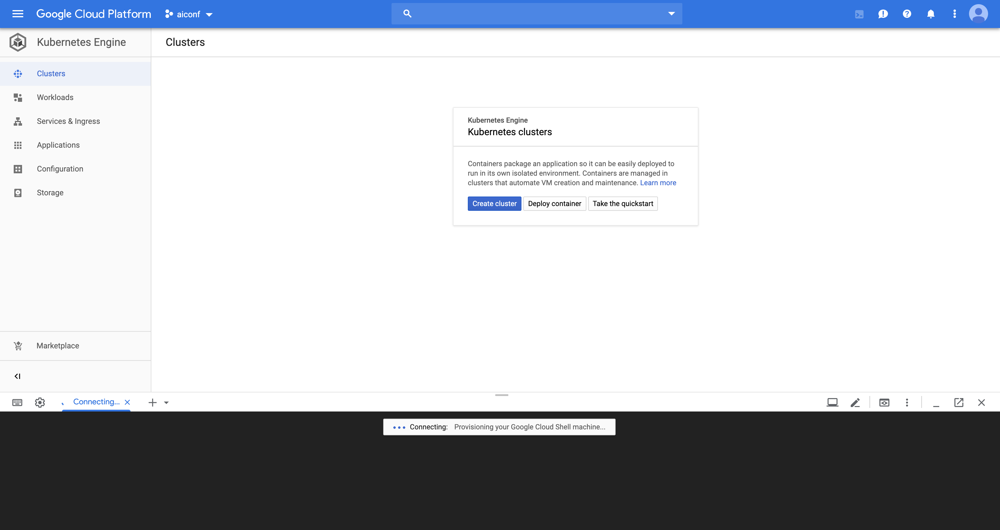 Google Cloud Platform
aiconf
Kubernetes Engine
Clusters
Clusters
Workloads
Services & Ingress
Applications
Configuration
Storage
Kubernetes Engine
Kubernetes clusters
Containers package an application so it can be easily deployed to
run in its own isolated environment. Containers are managed in
clusters that automate VM creation and maintenance. Learn more
Create cluster
Deploy container
Take the quickstart
Marketplace
Connecting...
Connecting: Provisioning your Google Cloud Shell machine...